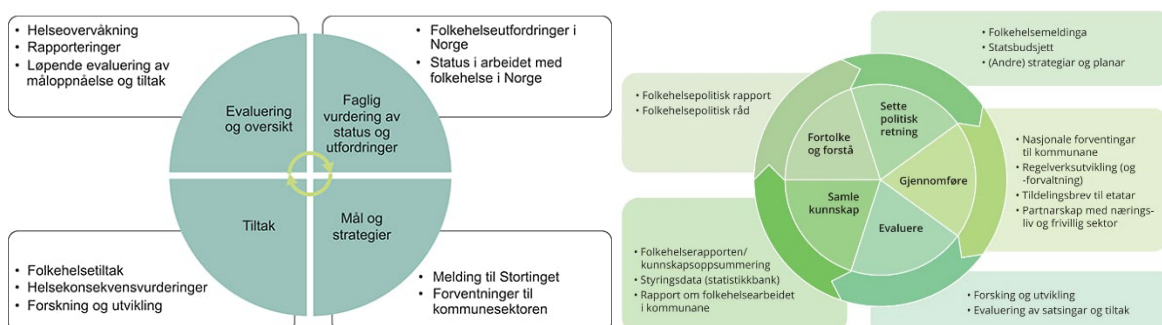 • Helseovervåkning
• Rapporteringer
• Løpende evaluering av
måloppnåelse og tiltak
• Folkehelseutfordringer i
Norge
• Status i arbeidet med
folkehelse i Norge
Evaluering
og oversikt
Faglig
vurdering av
status og
utfordringer
Tiltak
Mål og
strategier
• Folkehelsetiltak
• Helsekonsekvensvurderinger
• Forskning og utvikling
• Melding til Stortinget
• Forventninger til
kommunesektoren
• Folkehelsemeldinga
• Statsbudsjett
• (Andre) strategiar og planar
• Folkehelsepolitisk rapport
• Folkehelsepolitisk råd
Sette
politisk
retning
Fortolke
og forstå
Gjennomføre
Samle
kunnskap
Evaluere
• Nasjonale forventingar
til kommunane
• Regelverksutvikling (og
-forvaltning)
• Tildelingsbrev til etatar
• Partnarskap med nærings-
liv og frivillig sektor
• Folkehelserapporten/
kunnskapsoppsummering
• Styringsdata (statistikkbank)
• Rapport om folkehelsearbeidet
i kommunane
• Forsking og utvikling
• Evaluering av satsingar og tiltak